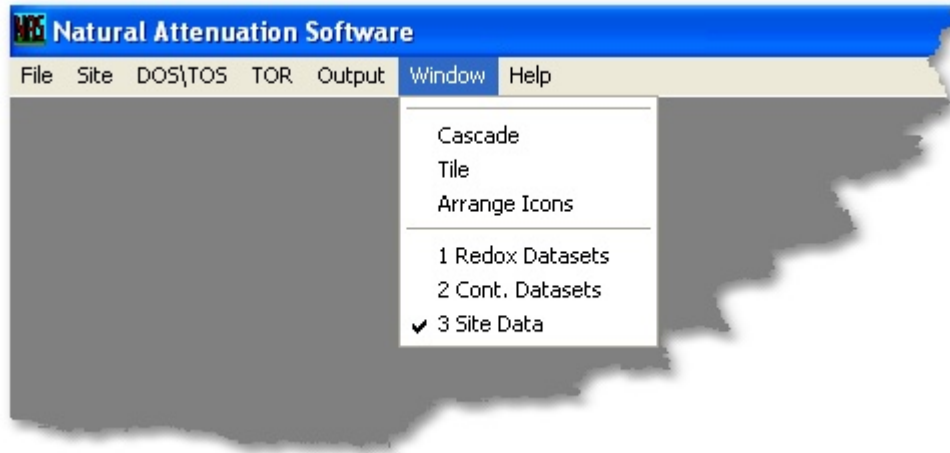 NAS Natural Attenuation Software
File Site DOS\TOS TOR Output Window Help
Cascade
Tile
Arrange Icons
1 Redox Datasets
2 Cont. Datasets
3 Site Data